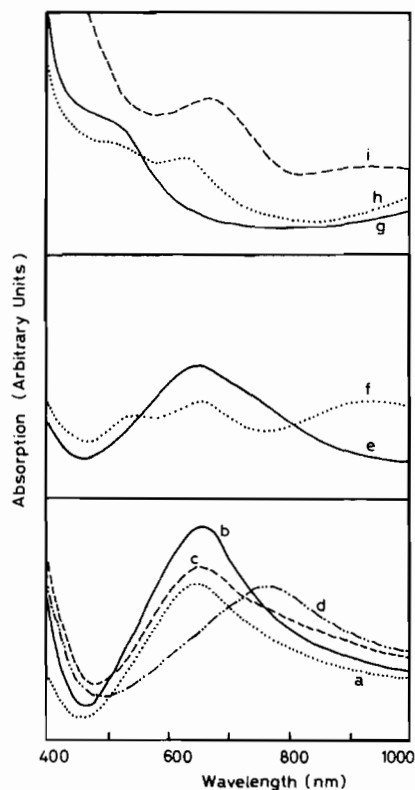 i
h
g
f
e
b
c
d
a
Absorption (Arbitrary Units)
400 600 800 1000
Wavelength (nm)